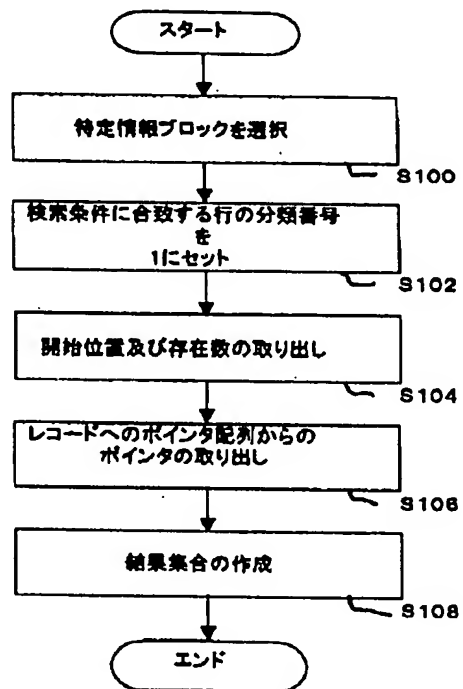 スタート
特定情報ブロックを選択
S100
検索条件に合致する行の分類番号
を
1にセット
S102
開始位置及び存在数の取り出し
S104
レコードへのポインタ配列からの
ポインタの取り出し
S106
結果集合の作成
S108
エンド